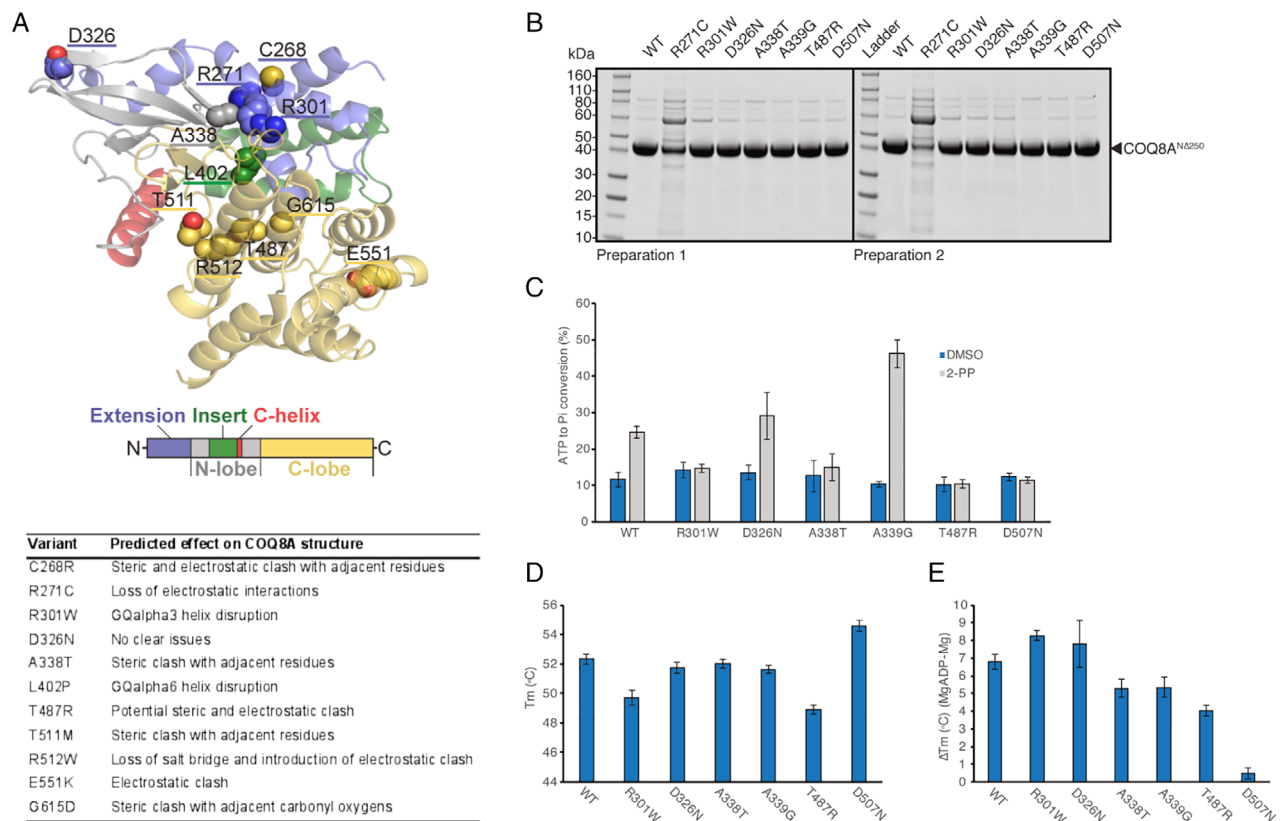 A
D326
C268
R271
R301
A338
L402
T511
G615
T487
R512
E551
Extension Insert C-helix
N- -C
N-lobe C-lobe
Variant Predicted effect on COQ8A structure
C268R Steric and electrostatic clash with adjacent residues
R271C Loss of electrostatic interactions
R301W GQalpha3 helix disruption
D326N No clear issues
A338T Steric clash with adjacent residues
L402P GQalpha6 helix disruption
T487R Potential steric and electrostatic clash
T511M Steric clash with adjacent residues
R512W Loss of salt bridge and introduction of electrostatic clash
E551K Electrostatic clash
G615D Steric clash with adjacent carbonyl oxygens
B
kDa WT R271C R301W D326N A338T A339G T487R D507N Ladder WT R271C R301W D326N A338T A339G T487R D507N
160
110
80
60
50
40
30
20
15
10
COQ8A^NΔ250
Preparation 1 Preparation 2
C
ATP to Pi conversion (%)
60
50
40
30
20
10
0
DMSO
2-PP
WT R301W D326N A338T A339G T487R D507N
D
Tm (ºC)
56
54
52
50
48
46
44
WT R301W D326N A338T A339G T487R D507N
E
ΔTm (ºC) (MgADP-Mg)
10
9
8
7
6
5
4
3
2
1
0
WT R301W D326N A338T A339G T487R D507N